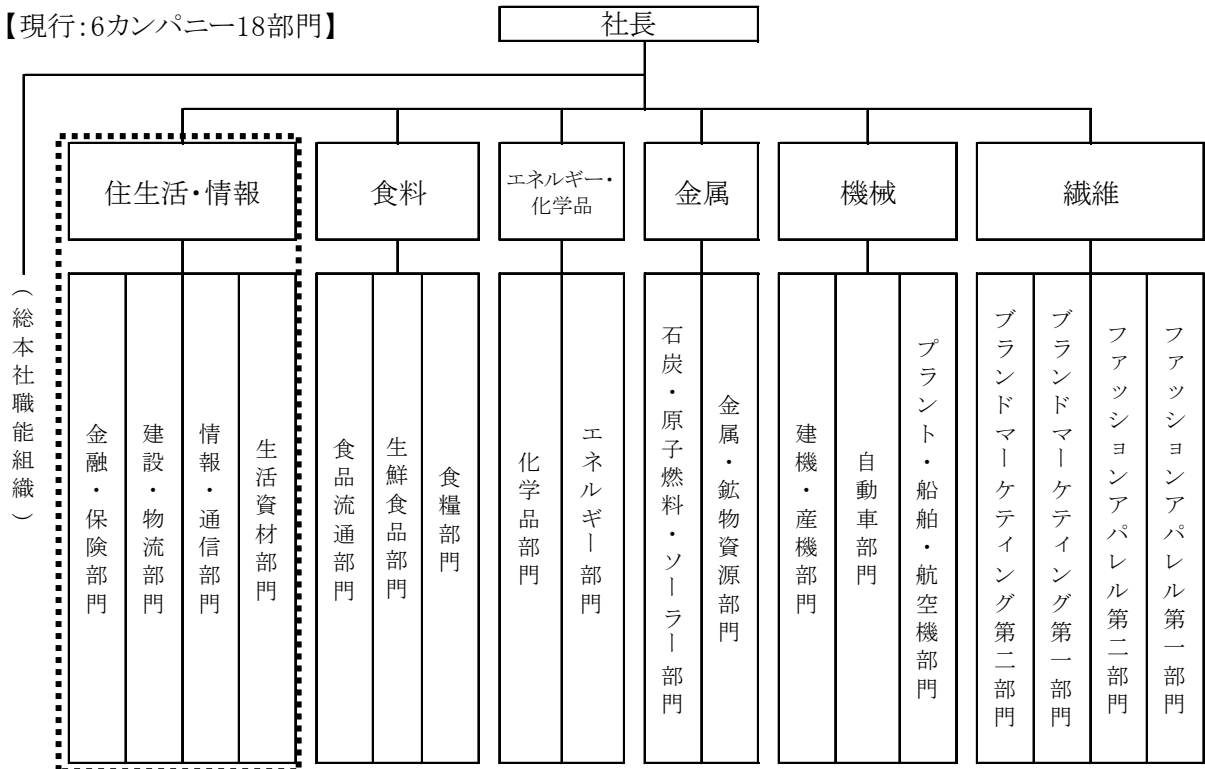 【現行:6カンパニー18部門】
社長
住生活・情報
食料
エネルギー・
化学品
金属
機械
繊維
（総本社職能組織）
金融・保険部門
建設・物流部門
情報・通信部門
生活資材部門
食品流通部門
生鮮食品部門
食糧部門
化学品部門
エネルギー部門
石炭・原子燃料・ソーラー部門
金属・鉱物資源部門
建機・産機部門
自動車部門
プラント・船舶・航空機部門
ブランドマーケティング第二部門
ブランドマーケティング第一部門
ファッションアパレル第二部門
ファッションアパレル第一部門